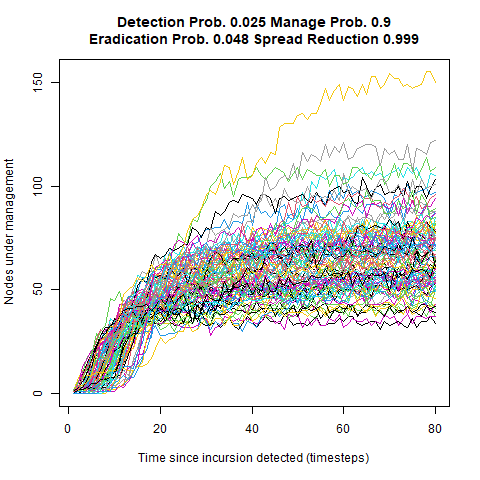 Detection Prob. 0.025 Manage Prob. 0.9
Eradication Prob. 0.048 Spread Reduction 0.999
Nodes under management
150
100
50
0
0 20 40 60 80
Time since incursion detected (timesteps)